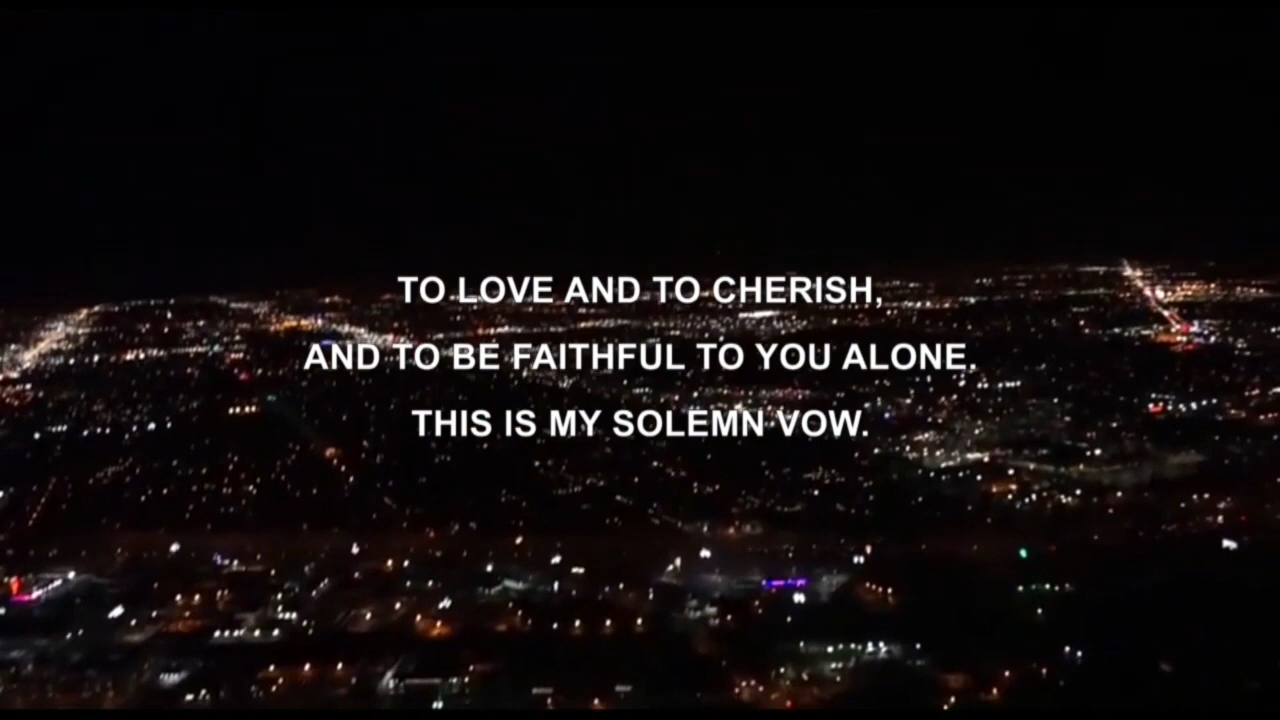 TO LOVE AND TO CHERISH,
AND TO BE FAITHFUL TO YOU ALONE.
THIS IS MY SOLEMN VOW.